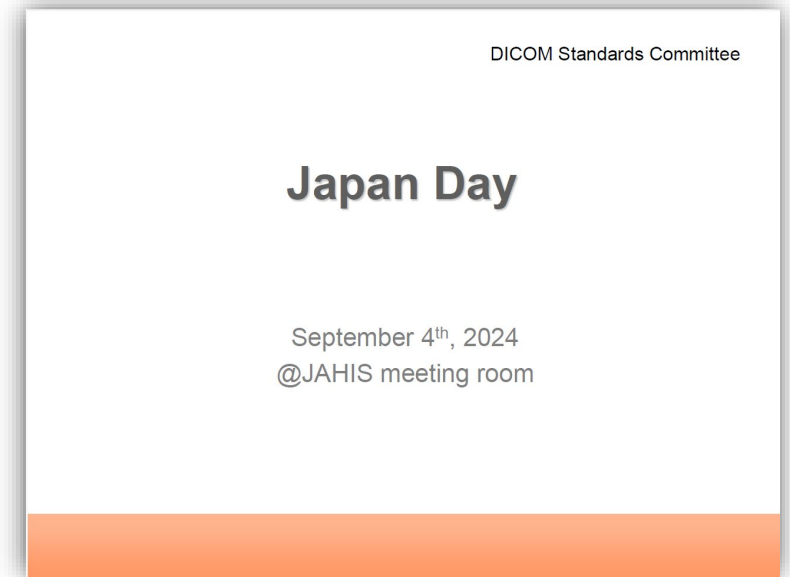 DICOM Standards Committee
Japan Day
September 4th, 2024
@JAHIS meeting room